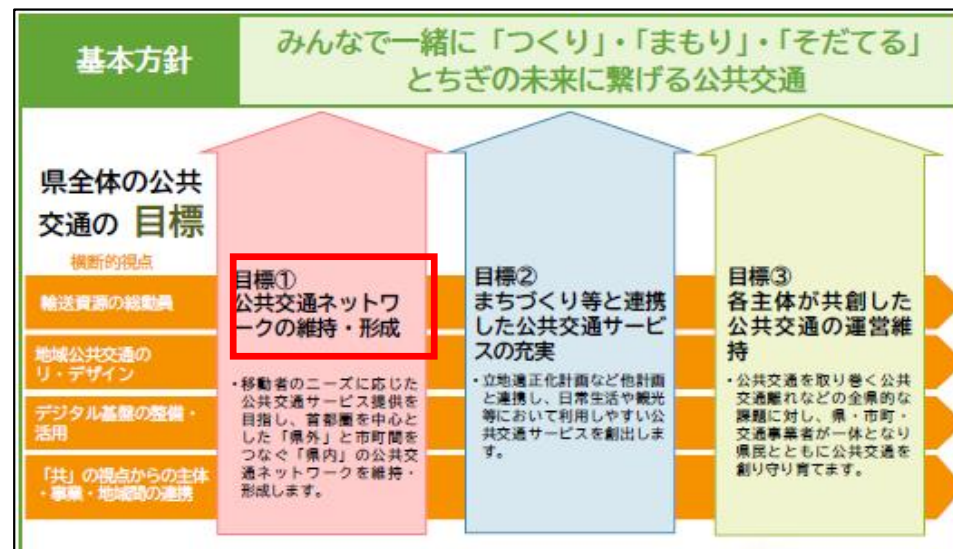 基本方針
みんなで一緒に「つくり」・「まもり」・「そだてる」
とちぎの未来に繋げる公共交通
県全体の公共
交通の 目標
横断的視点
輸送資源の総動員
地域公共交通の
リ・デザイン
デジタル基盤の整備・
活用
「共」の視点からの主体
・事業・地域間の連携
目標①
公共交通ネットワ
ークの維持・形成
・移動者のニーズに応じた
公共交通サービス提供を
目指し、首都圏を中心と
した「県外」と市町間を
つなぐ「県内」の公共交
通ネットワークを維持・
形成します。
目標②
まちづくり等と連携
した公共交通サービ
スの充実
・立地適正化計画など他計画
と連携し、日常生活や観光
等において利用しやすい公
共交通サービスを創出しま
す。
目標③
各主体が共創した
公共交通の運営維
持
・公共交通を取り巻く公共
交通離れなどの全県的な
課題に対し、県・市町・
交通事業者が一体となり
県民とともに公共交通を
創り守り育てます。